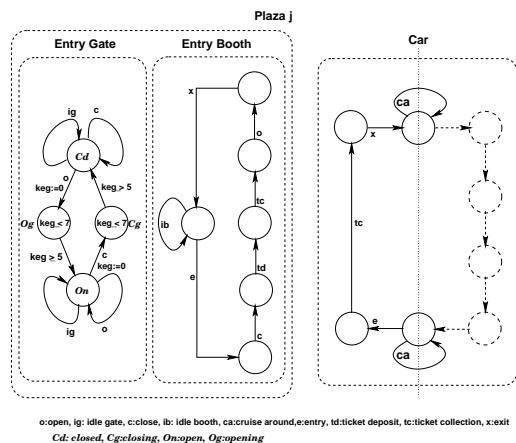 Plaza j
Entry Gate
Entry Booth
Car
ig
c
x
ca
Cd
x
o
o
keg:=0
keg > 5
Og
keg < 7
keg < 7
Cg
tc
tc
ib
keg ≥ 5
c
keg:=0
e
td
On
e
ig
o
c
ca
o:open, ig: idle gate, c:close, ib: idle booth, ca:cruise around,e:entry, td:ticket deposit, tc:ticket collection, x:exit
Cd: closed, Cg:closing, On:open, Og:opening